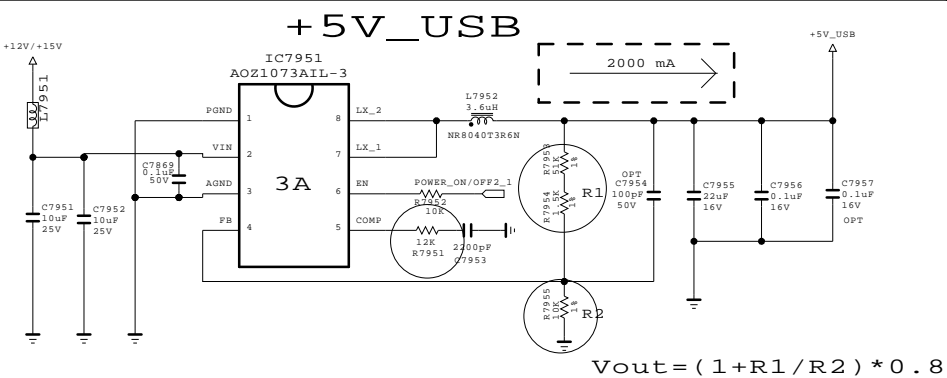 +5V_USB
+12V/+15V
L7951
IC7951
AOZ1073AIL-3
2000 mA
+5V_USB
L7952
3.6uH
NR8040T3R6N
PGND
1
8
LX_2
VIN
2
7
LX_1
AGND
3
6
EN
FB
4
5
COMP
3A
C7869
0.1uF
50V
POWER_ON/OFF2_1
R7952
10K
12K
R7951
2200pF
C7953
C7951
10uF
25V
C7952
10uF
25V
R7953
51K
1%
R7954
1.5K
1%
R1
OPT
C7954
100pF
50V
C7955
22uF
16V
C7956
0.1uF
16V
C7957
0.1uF
16V
OPT
R7955
10K
1%
R2
Vout=(1+R1/R2)*0.8